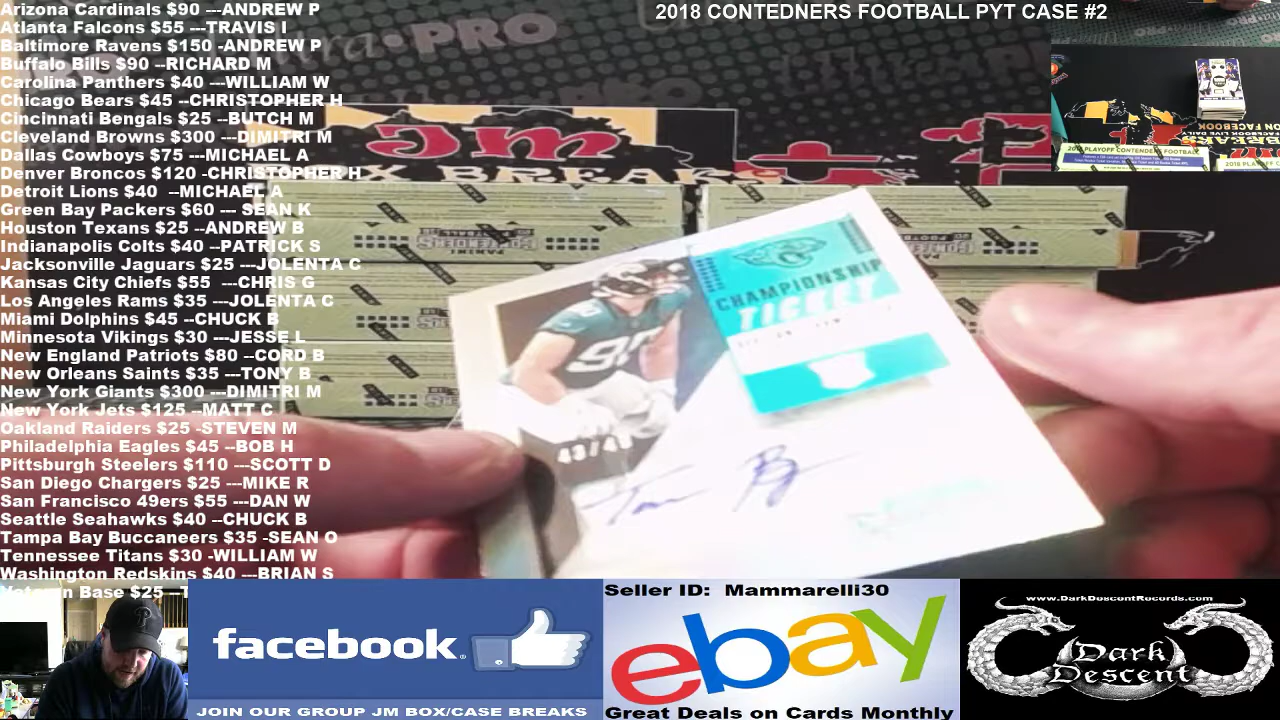 Arizona Cardinals $90 ---ANDREW P
Atlanta Falcons $55 ---TRAVIS I
Baltimore Ravens $150 -ANDREW P
Buffalo Bills $90 --RICHARD M
Carolina Panthers $40 ---WILLIAM W
Chicago Bears $45 --CHRISTOPHER H
Cincinnati Bengals $25 --BUTCH M
Cleveland Browns $300 ---DIMITRI M
Dallas Cowboys $75 ---MICHAEL A
Denver Broncos $120 -CHRISTOPHER H
Detroit Lions $40 --MICHAEL A
Green Bay Packers $60 --- SEAN K
Houston Texans $25 --ANDREW B
Indianapolis Colts $40 --PATRICK S
Jacksonville Jaguars $25 ---JOLENTA C
Kansas City Chiefs $55 ---CHRIS G
Los Angeles Rams $35 ---JOLENTA C
Miami Dolphins $45 --CHUCK B
Minnesota Vikings $30 ---JESSE L
New England Patriots $80 --CORD B
New Orleans Saints $35 ---TONY B
New York Giants $300 ---DIMITRI M
New York Jets $125 --MATT C
Oakland Raiders $25 -STEVEN M
Philadelphia Eagles $45 --BOB H
Pittsburgh Steelers $110 ---SCOTT D
San Diego Chargers $25 ---MIKE R
San Francisco 49ers $55 ---DAN W
Seattle Seahawks $40 --CHUCK B
Tampa Bay Buccaneers $35 -SEAN O
Tennessee Titans $30 -WILLIAM W
Washington Redskins $40 ---BRIAN S
Veteran Base $25 --T
2018 CONTEDNERS FOOTBALL PYT CASE #2
PRO
JM
CHAMPIONSHIP
TICKET
90
43/49
facebook
JOIN OUR GROUP JM BOX/CASE BREAKS
Seller ID: Mammarelli30
ebay
Great Deals on Cards Monthly
www.DarkDescentRecords.com
Dark
Descent